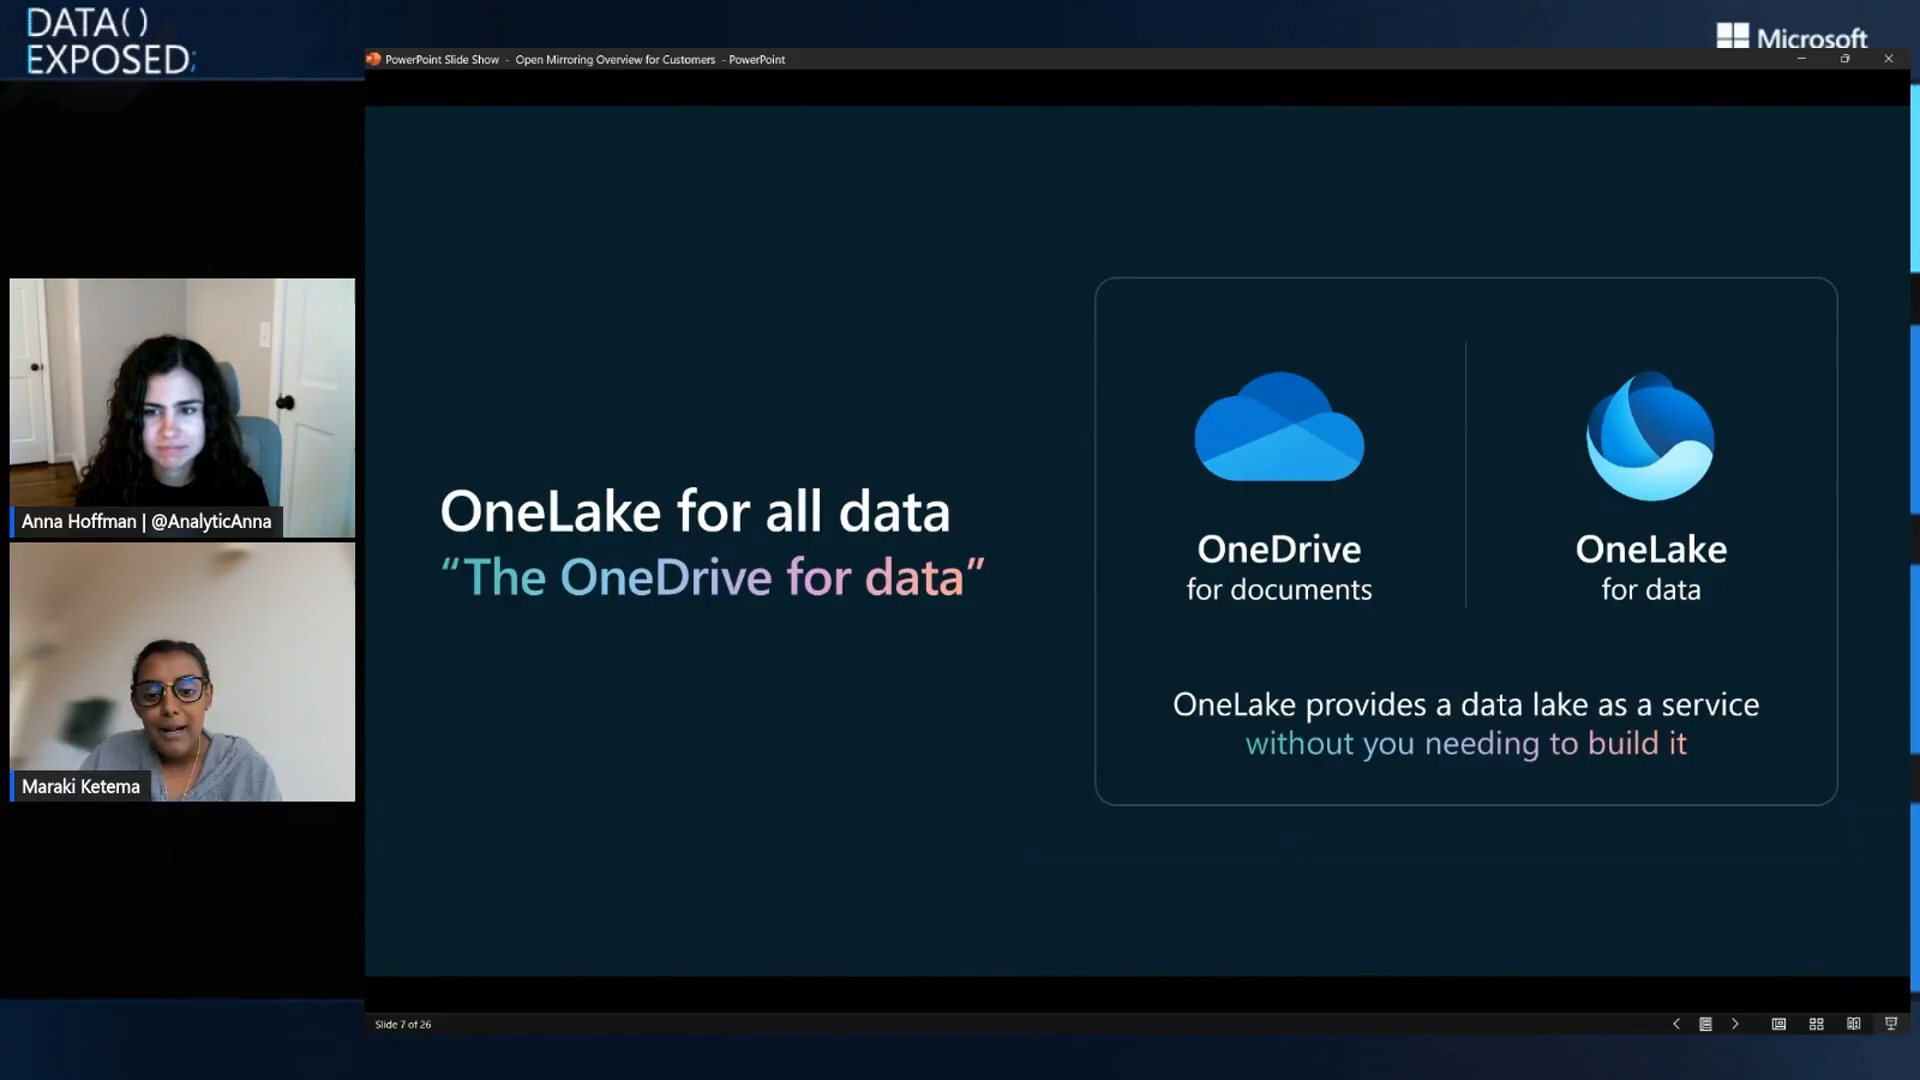 DATA()
EXPOSED;
Microsoft
PowerPoint Slide Show - Open Mirroring Overview for Customers - PowerPoint
Anna Hoffman | @AnalyticAnna
Maraki Ketema
OneLake for all data
“The OneDrive for data”
OneDrive
for documents
OneLake
for data
OneLake provides a data lake as a service
without you needing to build it
Slide 7 of 26